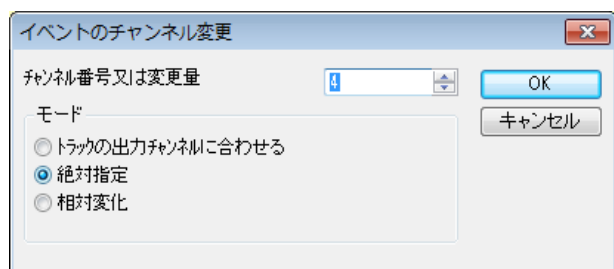 イベントのチャンネル変更
チャンネル番号又は変更量
4
OK
モード
キャンセル
トラックの出力チャンネルに合わせる
絶対指定
相対変化